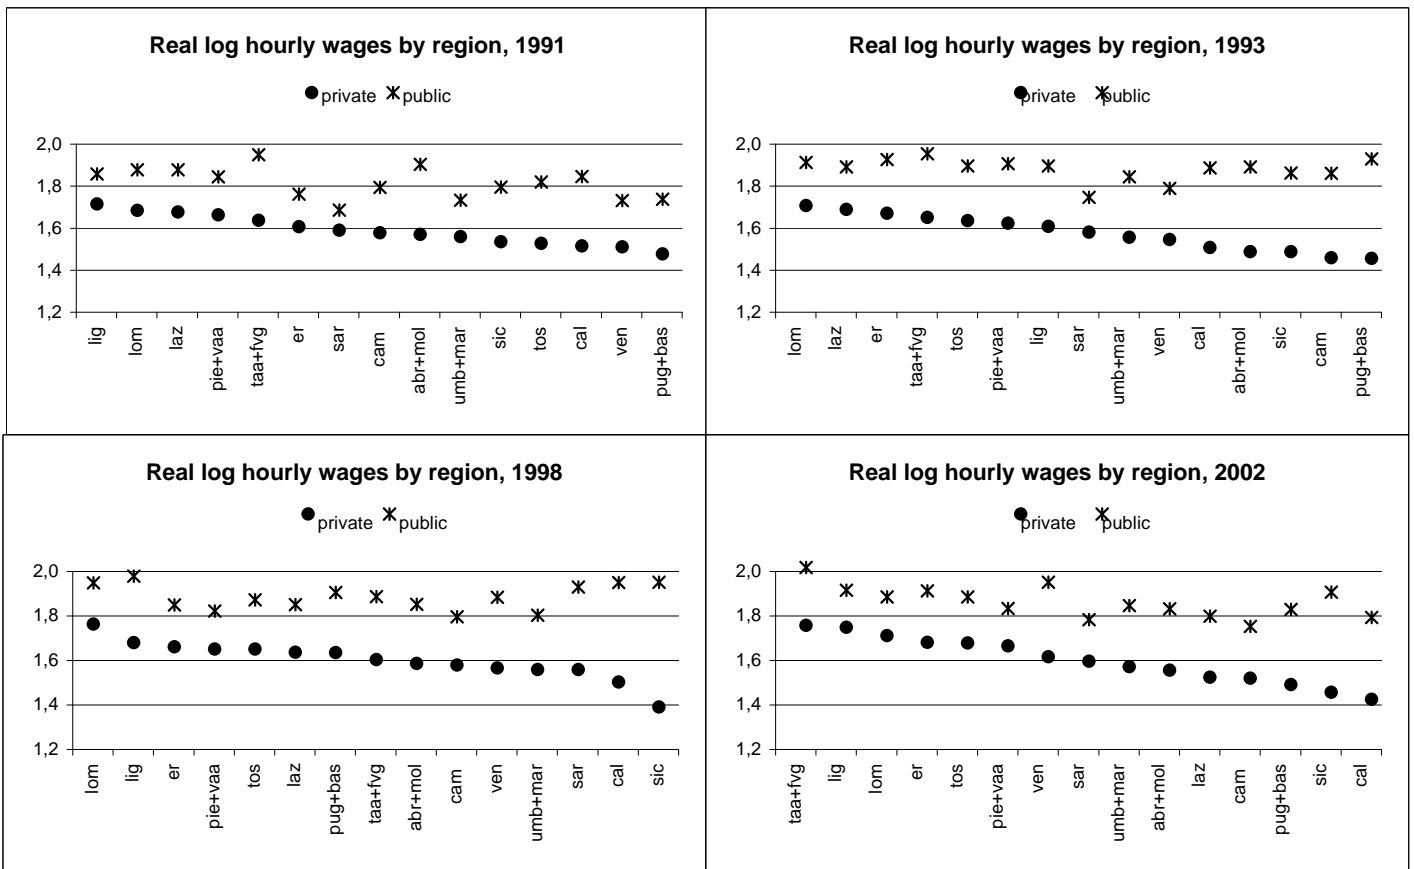 Real log hourly wages by region, 1991
private public
2,0
1,8
1,6
1,4
1,2
lig
lom
laz
pie+vaa
taa+fvg
er
sar
cam
abr+mol
umb+mar
sic
tos
cal
ven
pug+bas
Real log hourly wages by region, 1993
private public
2,0
1,8
1,6
1,4
1,2
lom
laz
er
taa+fvg
tos
pie+vaa
lig
sar
umb+mar
ven
cal
abr+mol
sic
cam
pug+bas
Real log hourly wages by region, 1998
private public
2,0
1,8
1,6
1,4
1,2
lom
lig
er
pie+vaa
tos
laz
pug+bas
taa+fvg
abr+mol
cam
ven
umb+mar
sar
cal
sic
Real log hourly wages by region, 2002
private public
2,0
1,8
1,6
1,4
1,2
taa+fvg
lig
lom
er
tos
pie+vaa
ven
sar
umb+mar
abr+mol
laz
cam
pug+bas
sic
cal